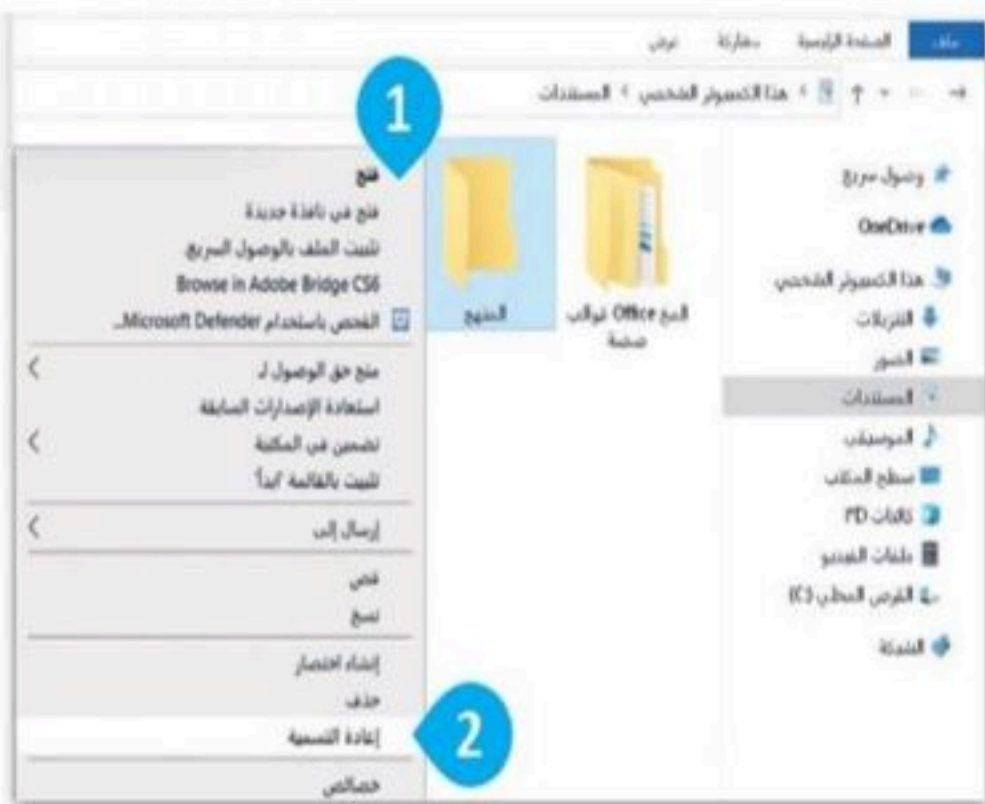 ملف الصفحة الرئيسية مشاركة عرض
هذا الكمبيوتر الشخصي › المستندات
1
وصول سريع
OneDrive
هذا الكمبيوتر الشخصي
التنزيلات
الصور
المستندات
الموسيقى
سطح المكتب
كائنات 3D
ملفات الفيديو
القرص المحلي (C)
الشبكة
قوالب Office
المنهج
فتح
فتح في نافذة جديدة
تثبيت الملف بالوصول السريع
Browse in Adobe Bridge CS6
الفحص باستخدام Microsoft Defender...
منح حق الوصول لـ
استعادة الإصدارات السابقة
تضمين في المكتبة
تثبيت بالقائمة "ابدأ"
إرسال إلى
قص
نسخ
إنشاء اختصار
حذف
إعادة التسمية
2
خصائص